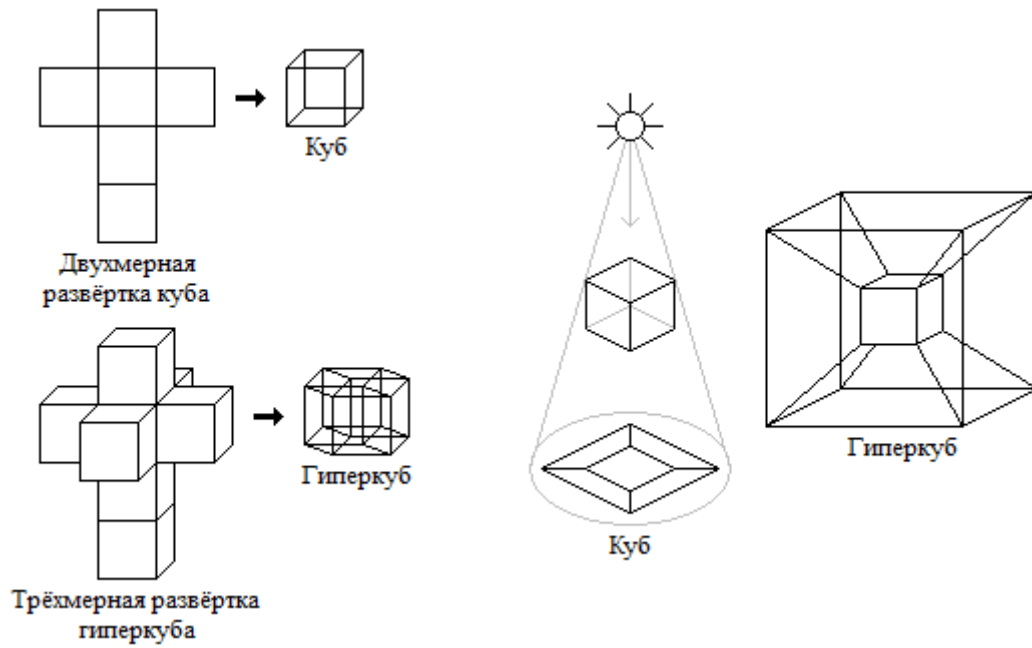 Куб
Двухмерная
развёртка куба
Гиперкуб
Трёхмерная развёртка
гиперкуба
Куб
Гиперкуб